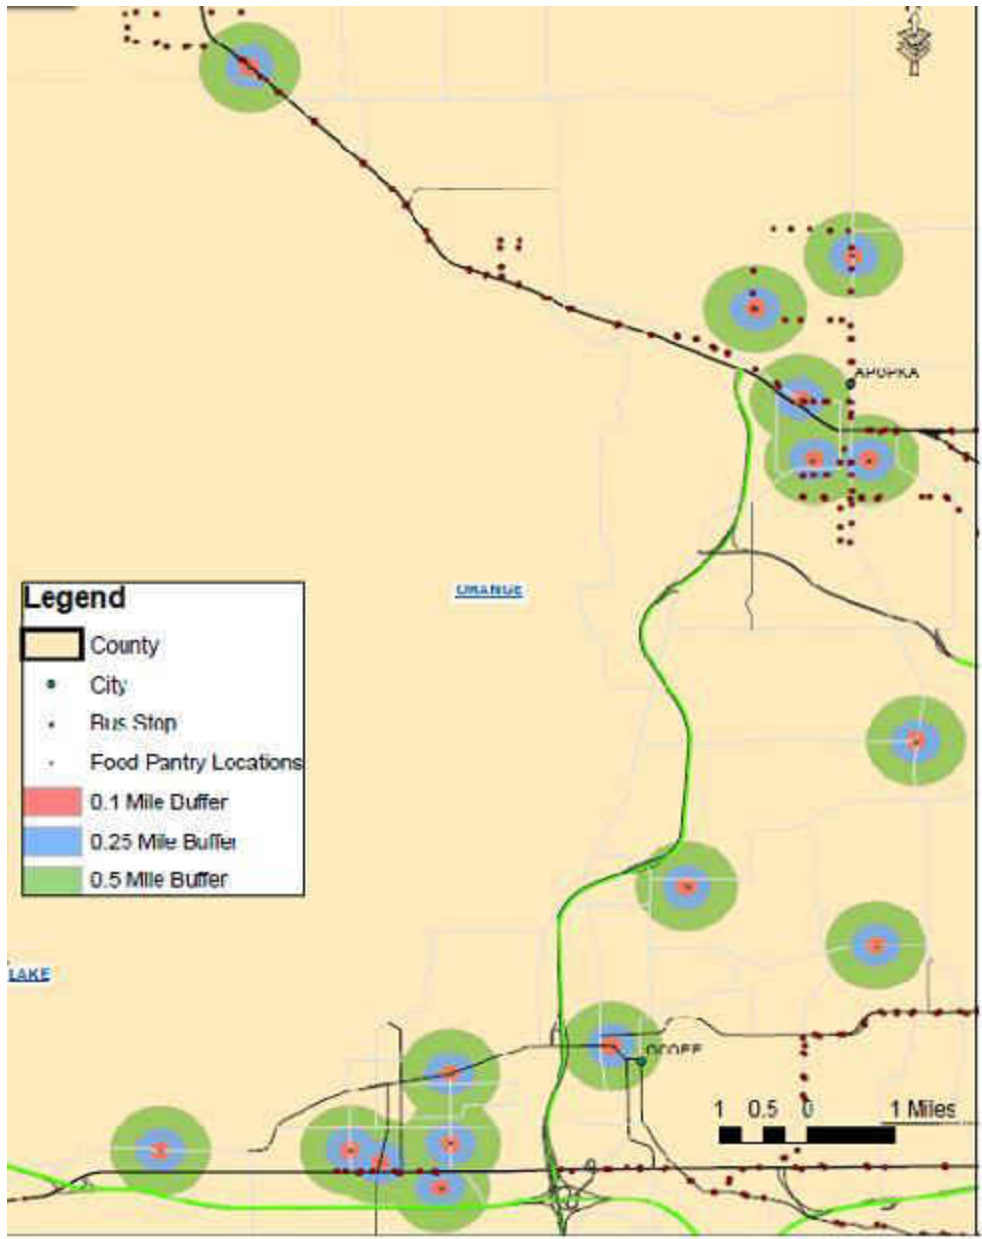 APOPKA
ORANGE
Legend
County
City
Bus Stop
Food Pantry Locations
0.1 Mile Buffer
0.25 Mile Buffer
0.5 Mile Buffer
LAKE
OCOEE
1 0.5 0 1 Miles